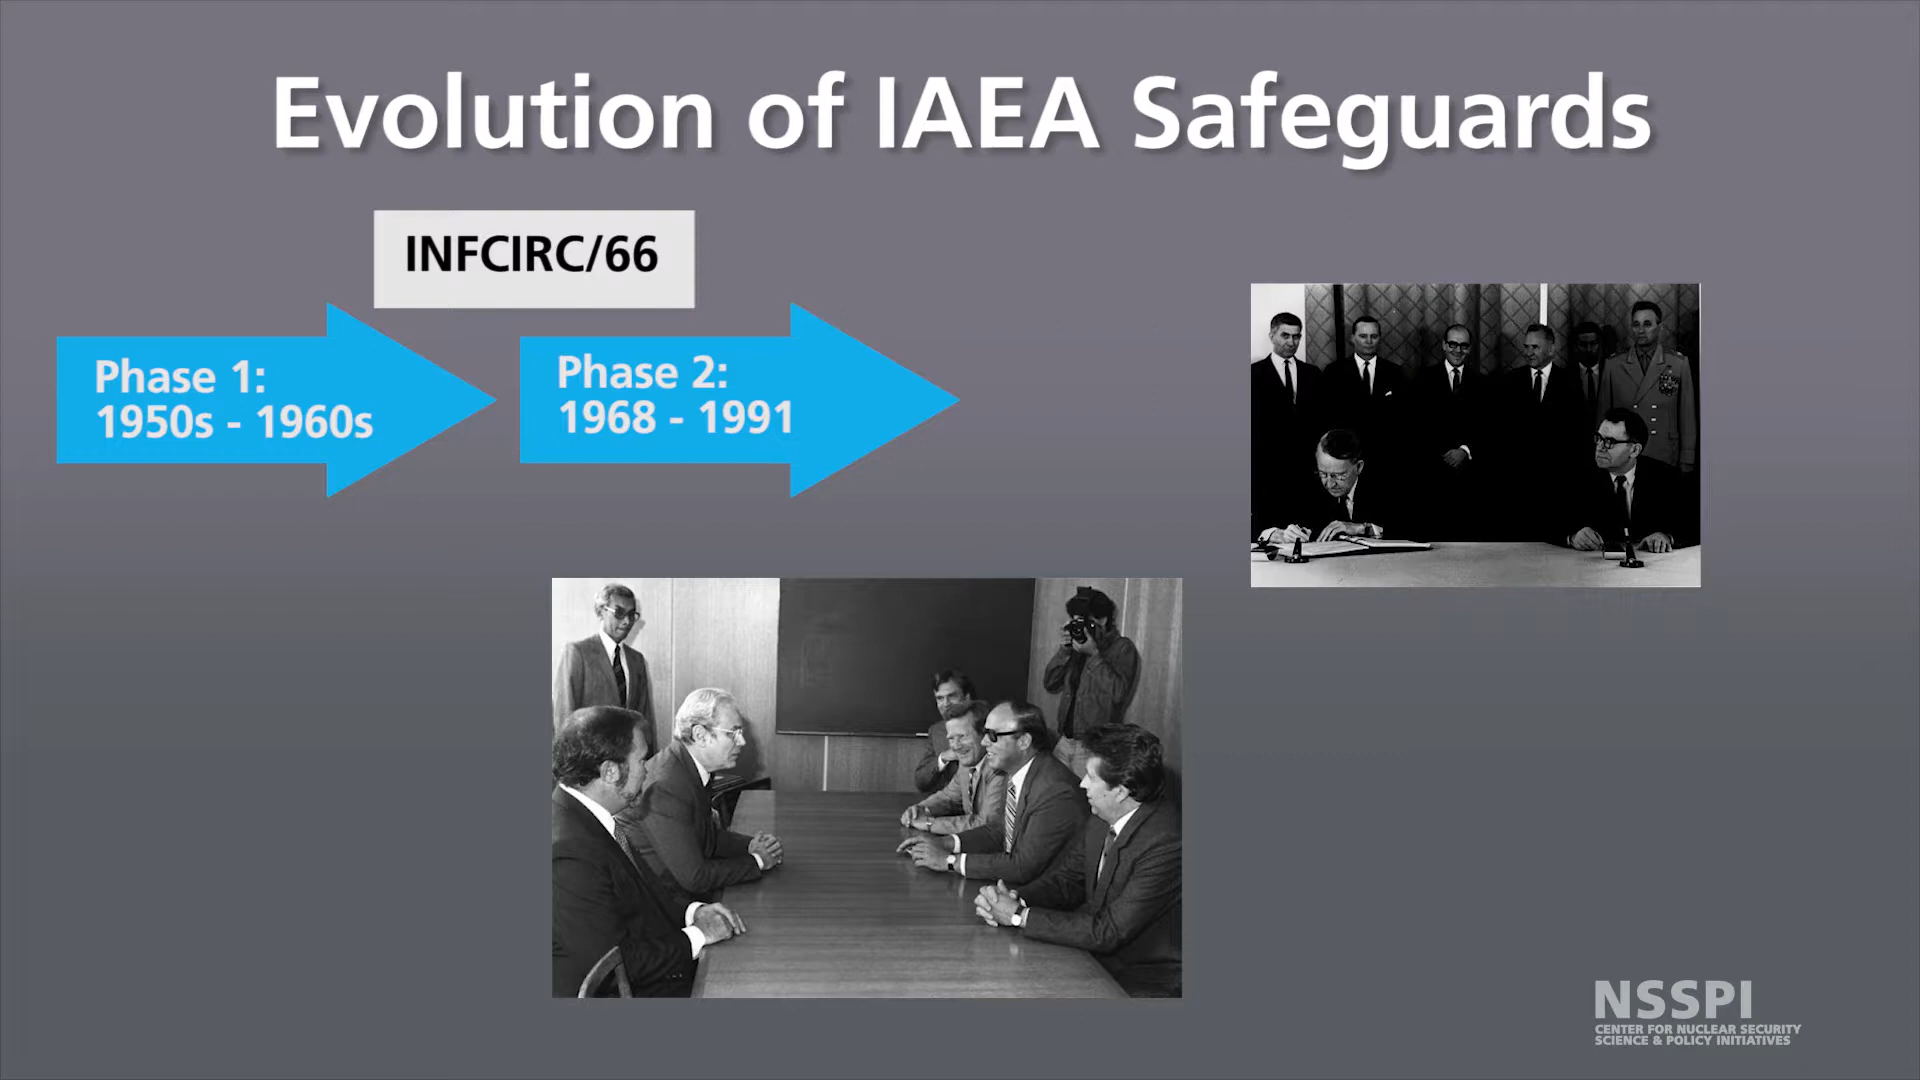 Evolution of IAEA Safeguards
INFCIRC/66
Phase 1:
1950s - 1960s
Phase 2:
1968 - 1991
NSSPI
CENTER FOR NUCLEAR SECURITY
SCIENCE & POLICY INITIATIVES